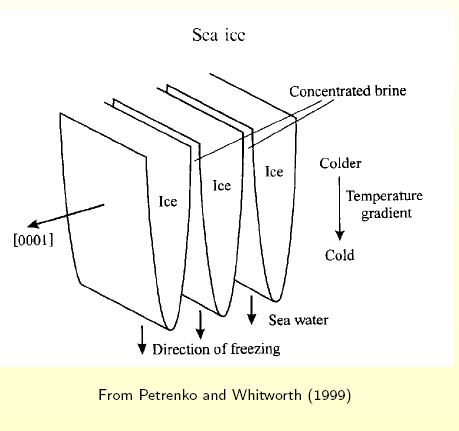 Sea ice
Concentrated brine
Ice
Ice
Ice
Colder
Temperature
gradient
Cold
[0001]
Sea water
Direction of freezing
From Petrenko and Whitworth (1999)